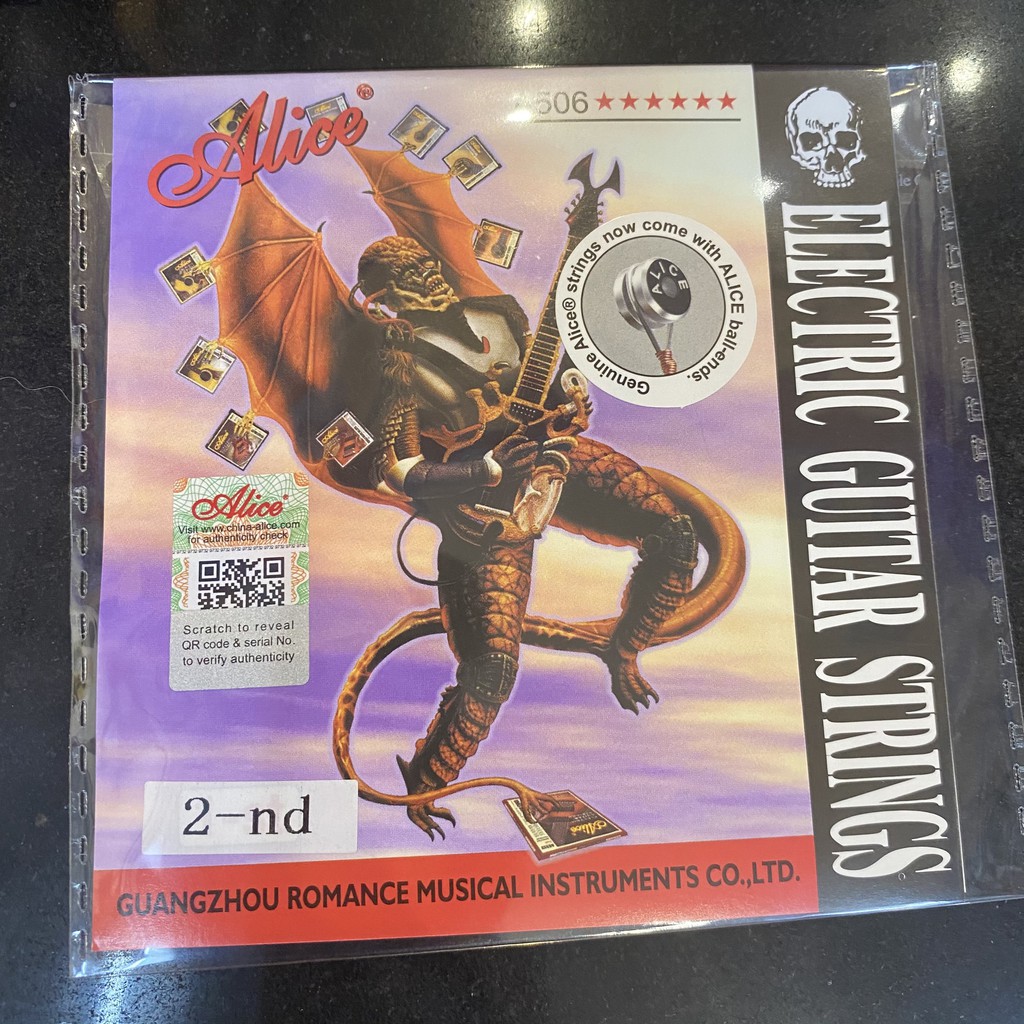 Alice®
506★★★★★★
Genuine Alice® strings now come with ALICE ball-ends.
ALICE
ELECTRIC GUITAR STRINGS
Alice®
Visit www.china-alice.com
for authenticity check
Scratch to reveal
QR code & serial No.
to verify authenticity
2-nd
Alice
GUANGZHOU ROMANCE MUSICAL INSTRUMENTS CO.,LTD.